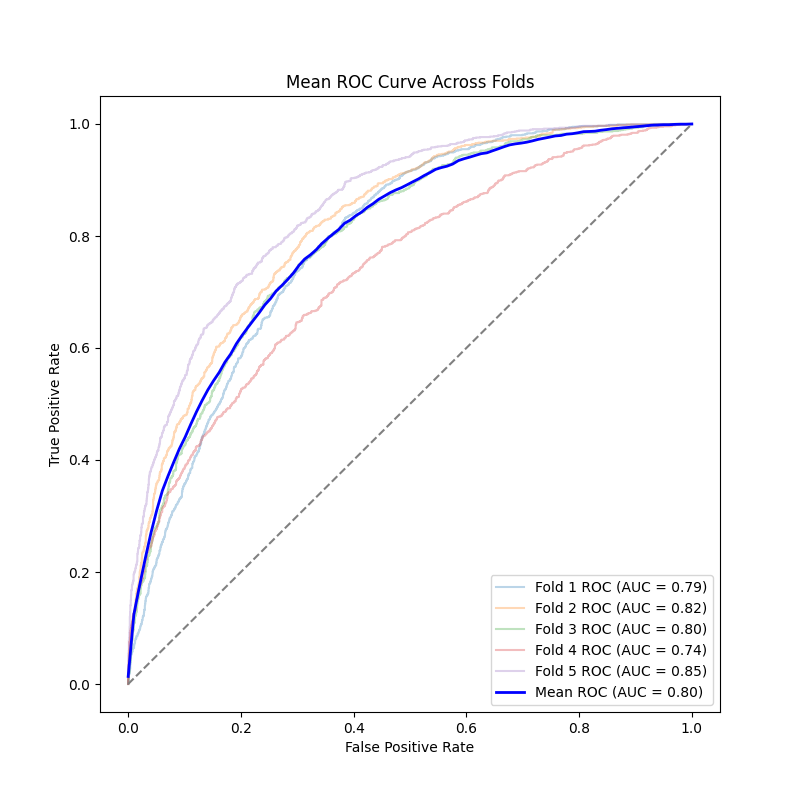 Mean ROC Curve Across Folds
True Positive Rate
1.0
0.8
0.6
0.4
0.2
0.0
Fold 1 ROC (AUC = 0.79)
Fold 2 ROC (AUC = 0.82)
Fold 3 ROC (AUC = 0.80)
Fold 4 ROC (AUC = 0.74)
Fold 5 ROC (AUC = 0.85)
Mean ROC (AUC = 0.80)
0.0 0.2 0.4 0.6 0.8 1.0
False Positive Rate